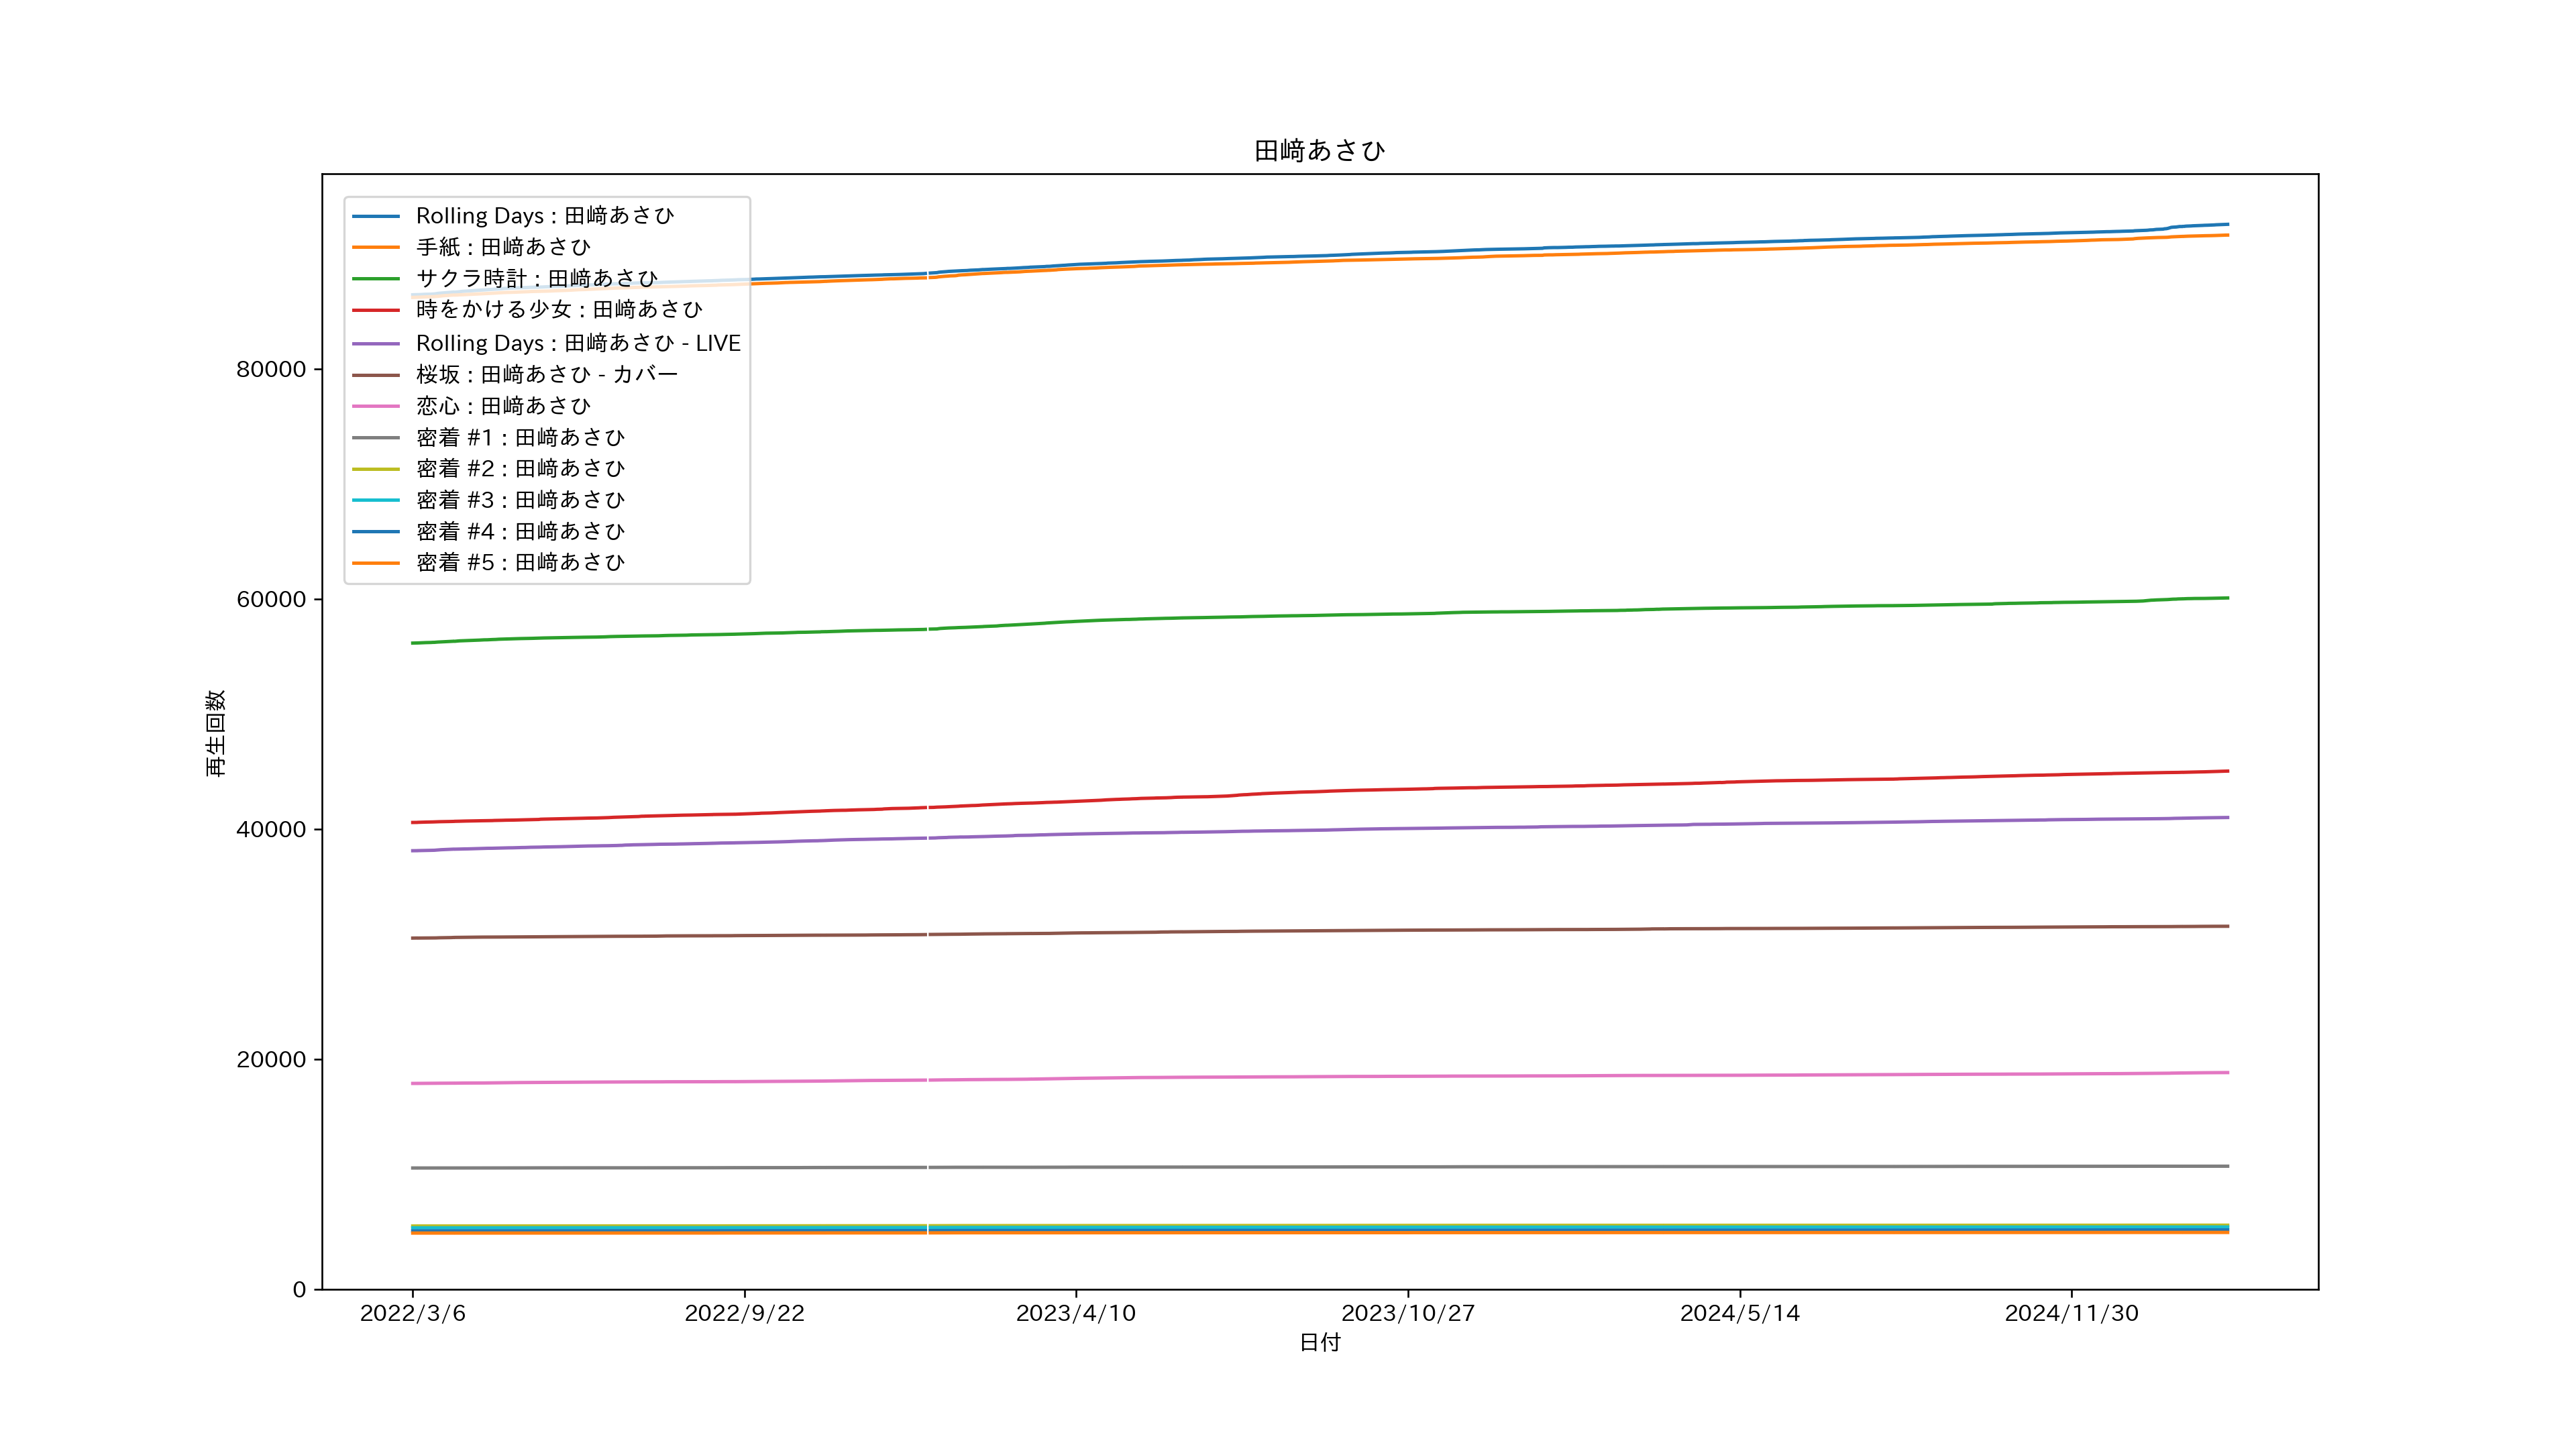 田﨑あさひ
Rolling Days : 田﨑あさひ
手紙 : 田﨑あさひ
サクラ時計 : 田﨑あさひ
時をかける少女 : 田﨑あさひ
Rolling Days : 田﨑あさひ - LIVE
桜坂 : 田﨑あさひ - カバー
恋心 : 田﨑あさひ
密着 #1 : 田﨑あさひ
密着 #2 : 田﨑あさひ
密着 #3 : 田﨑あさひ
密着 #4 : 田﨑あさひ
密着 #5 : 田﨑あさひ
再生回数
80000
60000
40000
20000
0
2022/3/6 2022/9/22 2023/4/10 2023/10/27 2024/5/14 2024/11/30
日付